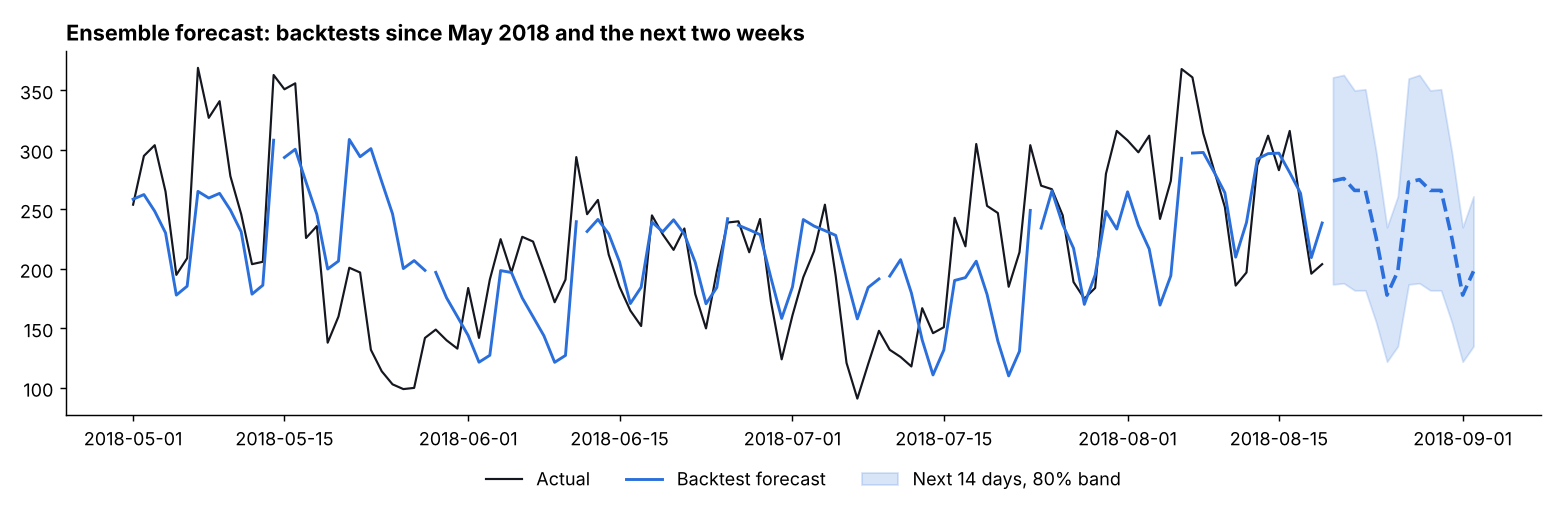 Ensemble forecast: backtests since May 2018 and the next two weeks
350
300
250
200
150
100
2018-05-01 2018-05-15 2018-06-01 2018-06-15 2018-07-01 2018-07-15 2018-08-01 2018-08-15 2018-09-01
Actual Backtest forecast Next 14 days, 80% band